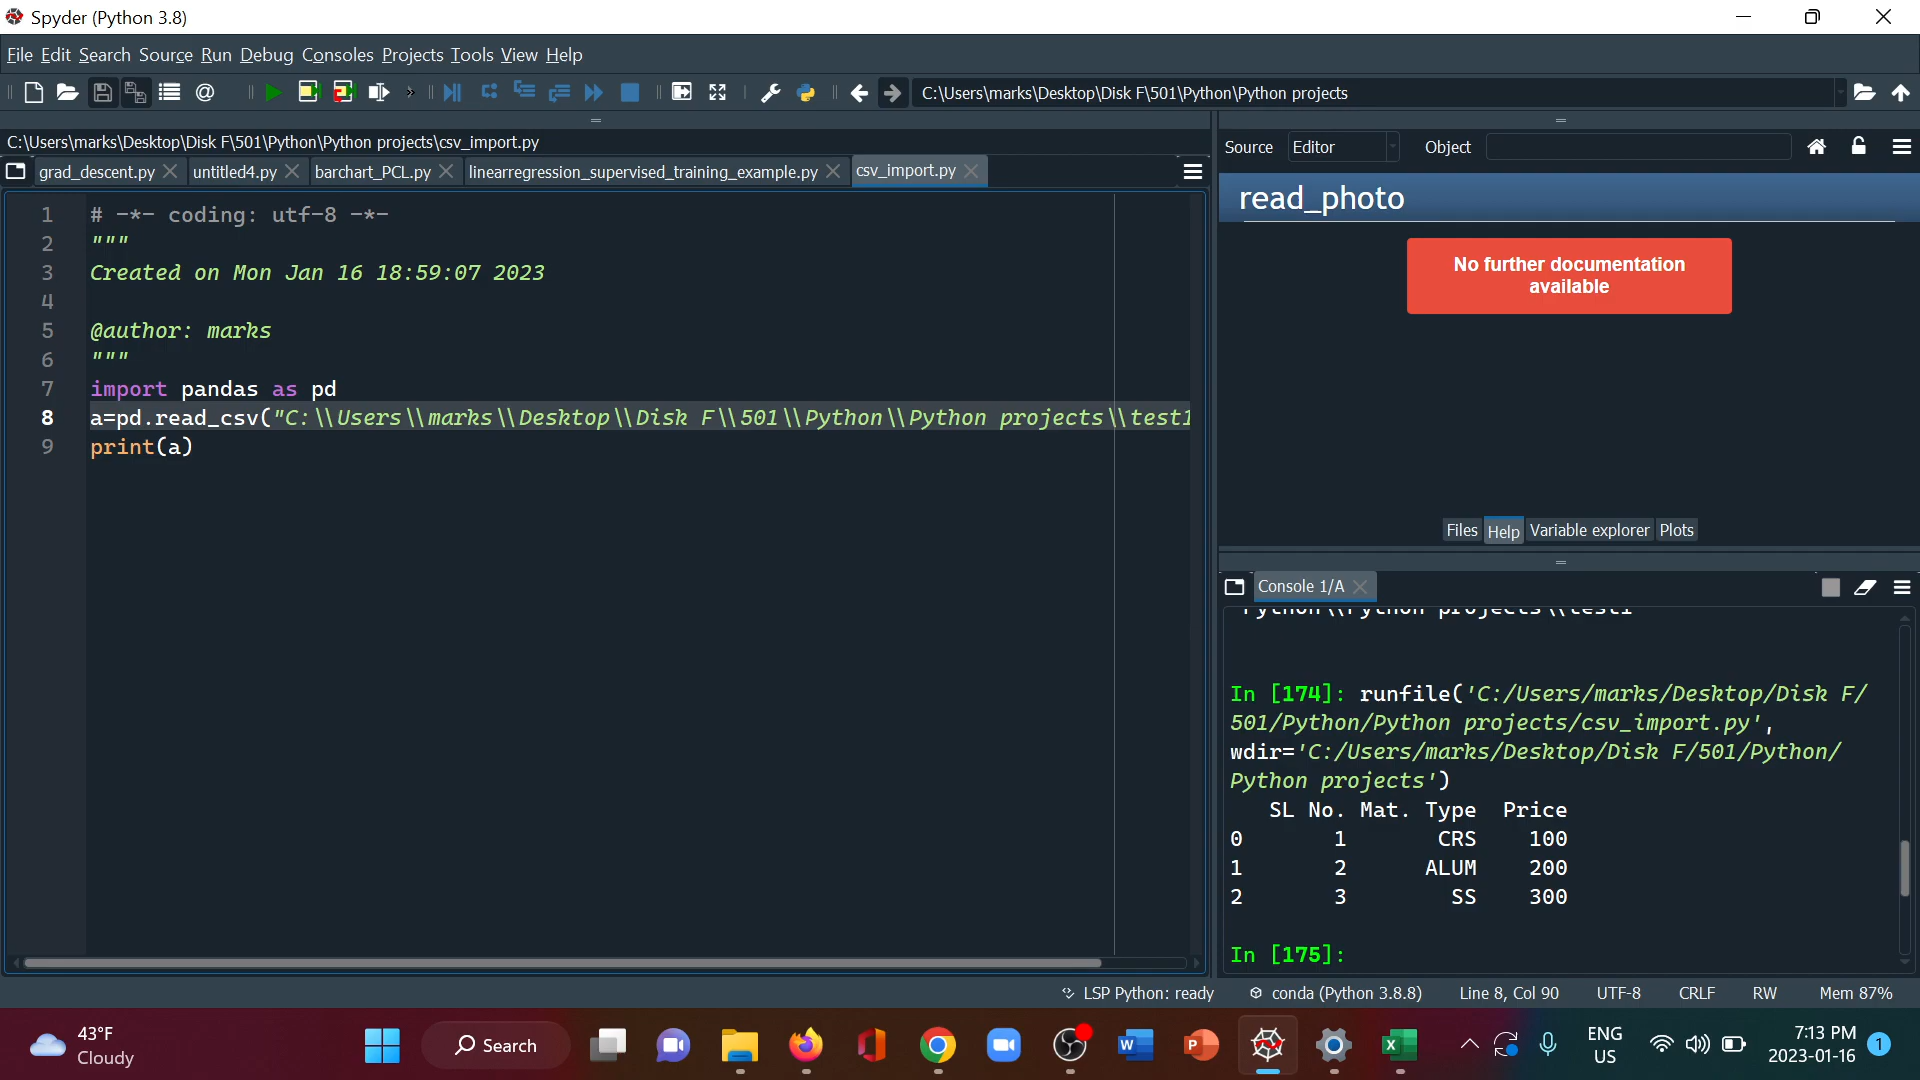 Spyder (Python 3.8)
File Edit Search Source Run Debug Consoles Projects Tools View Help
C:\Users\marks\Desktop\Disk F\501\Python\Python projects
C:\Users\marks\Desktop\Disk F\501\Python\Python projects\csv_import.py
grad_descent.py untitled4.py barchart_PCL.py linearregression_supervised_training_example.py csv_import.py
1 # -*- coding: utf-8 -*-
2 """
3 Created on Mon Jan 16 18:59:07 2023
4
5 @author: marks
6 """
7 import pandas as pd
8 a=pd.read_csv("C:\\Users\\marks\\Desktop\\Disk F\\501\\Python\\Python projects\\test1
9 print(a)
Source Editor Object
read_photo
No further documentation
available
Files Help Variable explorer Plots
Console 1/A
Python\\Python projects\\test1
In [174]: runfile('C:/Users/marks/Desktop/Disk F/
501/Python/Python projects/csv_import.py',
wdir='C:/Users/marks/Desktop/Disk F/501/Python/
Python projects')
SL No. Mat. Type Price
0 1 CRS 100
1 2 ALUM 200
2 3 SS 300
In [175]:
LSP Python: ready conda (Python 3.8.8) Line 8, Col 90 UTF-8 CRLF RW Mem 87%
43°F
Cloudy
Search
ENG
US
7:13 PM
2023-01-16
1